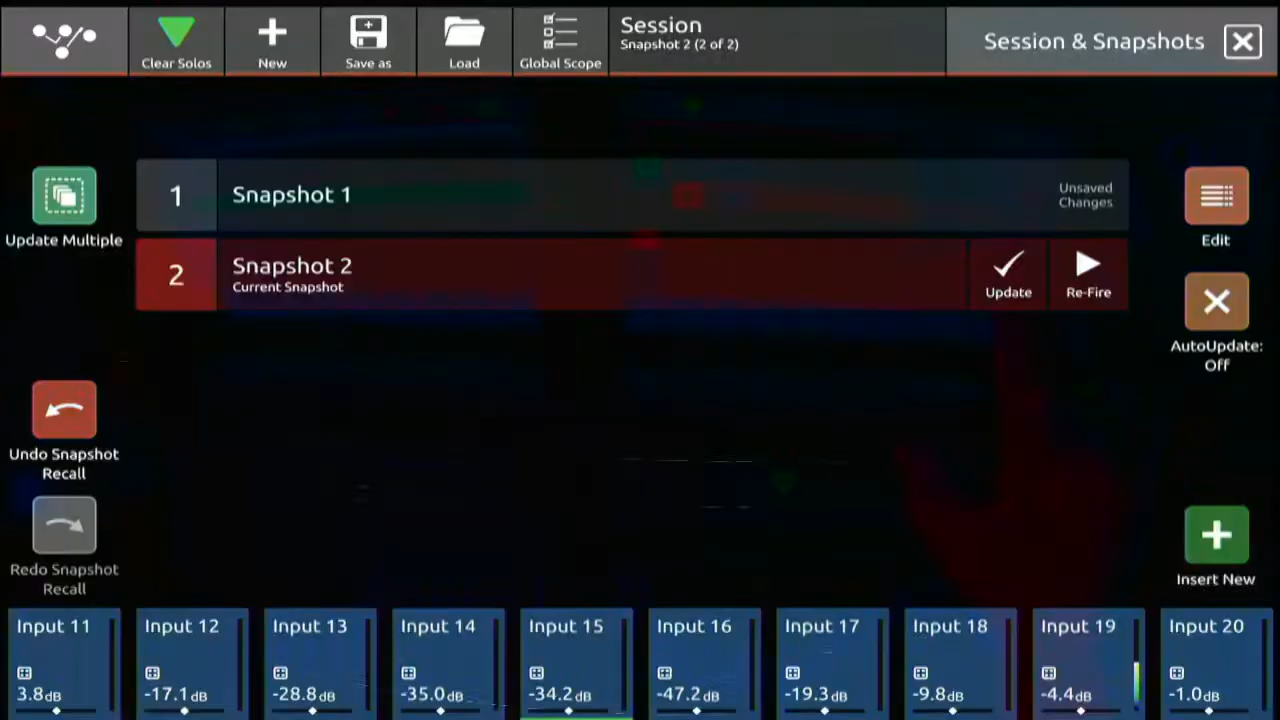 Clear Solos
New
Save as
Load
Global Scope
Session
Snapshot 2 (2 of 2)
Session & Snapshots
Update Multiple
1
Snapshot 1
Unsaved
Changes
2
Snapshot 2
Current Snapshot
Update
Re-Fire
Edit
AutoUpdate:
Off
Undo Snapshot
Recall
Redo Snapshot
Recall
Insert New
Input 11
3.8dB
Input 12
-17.1dB
Input 13
-28.8dB
Input 14
-35.0dB
Input 15
-34.2dB
Input 16
-47.2dB
Input 17
-19.3dB
Input 18
-9.8dB
Input 19
-4.4dB
Input 20
-1.0dB